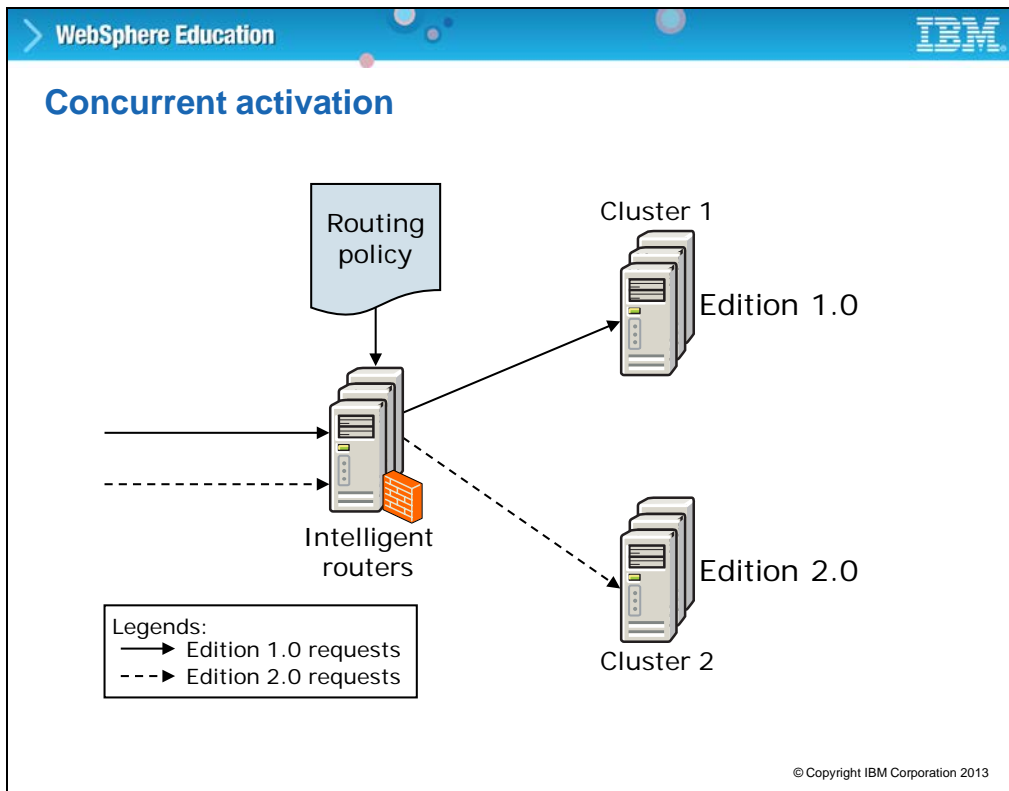 WebSphere Education
IBM
Concurrent activation
Routing
policy
Cluster 1
Edition 1.0
Intelligent
routers
Edition 2.0
Cluster 2
Legends:
Edition 1.0 requests
Edition 2.0 requests
© Copyright IBM Corporation 2013